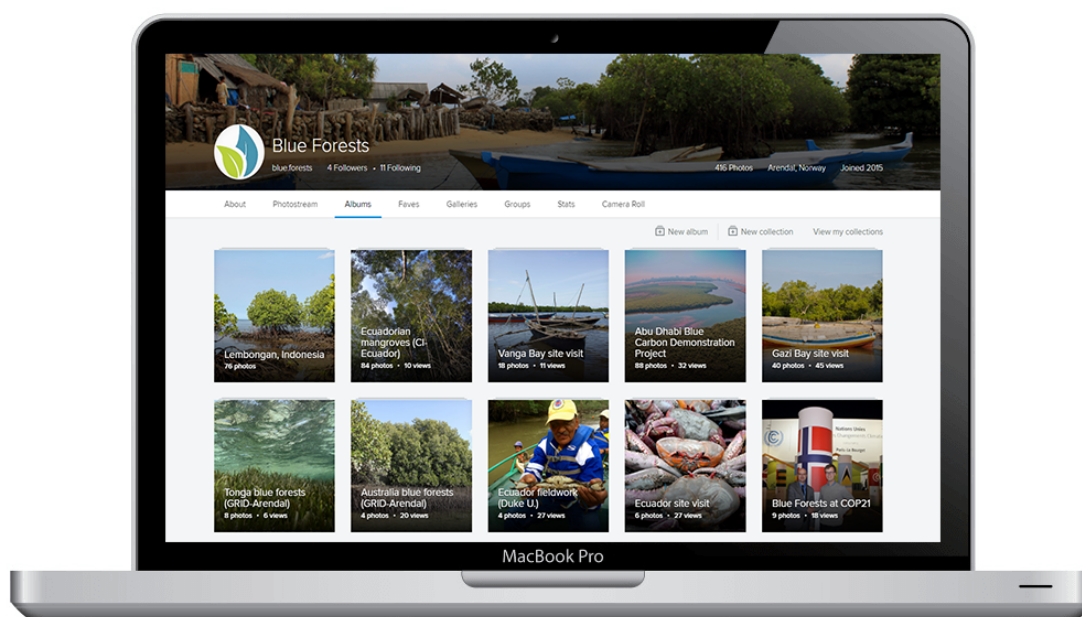 Blue Forests
blue.forests 4 Followers • 11 Following
416 Photos Arendal, Norway Joined 2015
About Photostream Albums Faves Galleries Groups Stats Camera Roll
New album New collection View my collections
Lembongan, Indonesia
76 photos
Ecuadorian
mangroves (CI-
Ecuador)
84 photos • 10 views
Vanga Bay site visit
18 photos • 11 views
Abu Dhabi Blue
Carbon Demonstration
Project
88 photos • 32 views
Gazi Bay site visit
40 photos • 45 views
Tonga blue forests
(GRID-Arendal)
8 photos • 6 views
Australia blue forests
(GRID-Arendal)
4 photos • 20 views
Ecuador fieldwork
(Duke U.)
4 photos • 27 views
Ecuador site visit
6 photos • 27 views
Nations Unies
Blue Forests at COP21
9 photos • 18 views
MacBook Pro